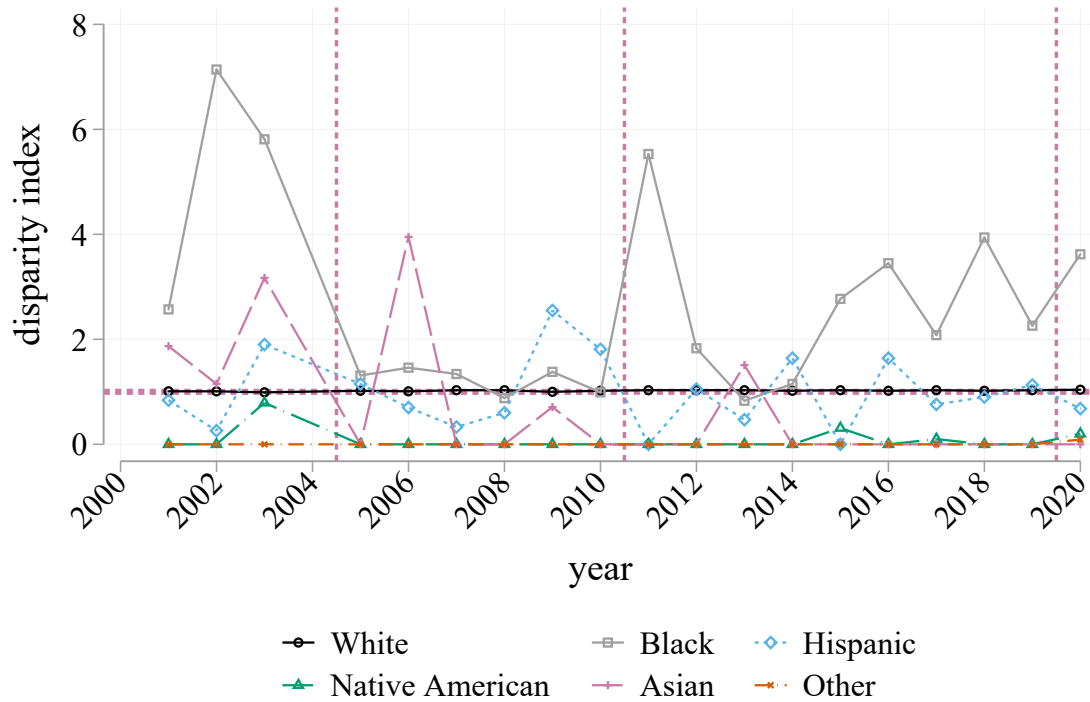 disparity index
8
6
4
2
0
2000 2002 2004 2006 2008 2010 2012 2014 2016 2018 2020
year
White Black Hispanic
Native American Asian Other